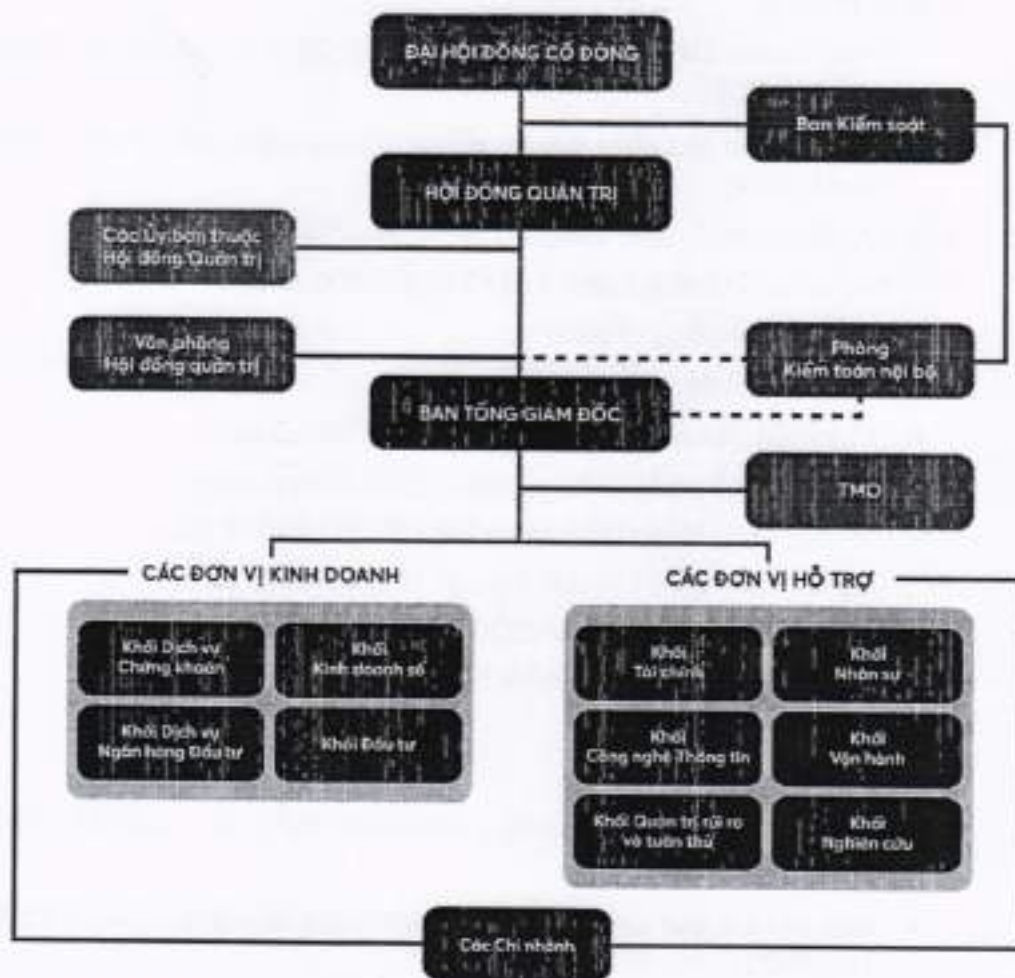 ĐẠI HỘI ĐỒNG CỔ ĐÔNG
Ban Kiểm soát
HỘI ĐỒNG QUẢN TRỊ
Các Ủy ban thuộc
Hội đồng Quản trị
Văn phòng
Hội đồng quản trị
Phòng
Kiểm toán nội bộ
BAN TỔNG GIÁM ĐỐC
TMO
CÁC ĐƠN VỊ KINH DOANH
CÁC ĐƠN VỊ HỖ TRỢ
Khối Dịch vụ
Chứng khoán
Khối
Kinh doanh số
Khối
Tài chính
Khối
Nhân sự
Khối Dịch vụ
Ngân hàng Đầu tư
Khối Đầu tư
Khối
Công nghệ Thông tin
Khối
Vận hành
Khối Quản trị rủi ro
và tuân thủ
Khối
Nghiên cứu
Các Chi nhánh